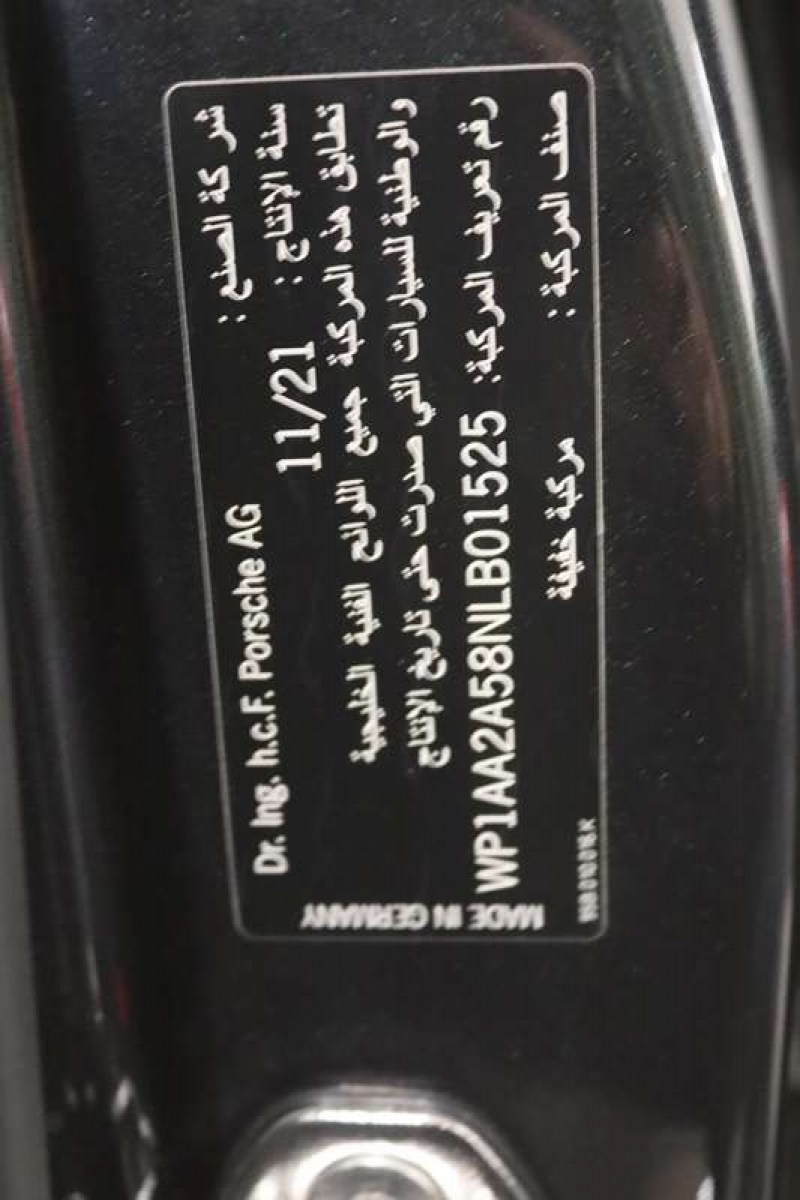 شركة الصنع : Dr. Ing. h.c.F. Porsche AG
سنة الإنتاج : 11/21
تطابق هذه المركبة جميع اللوائح الفنية الخليجية
والوطنية للسيارات التي صدرت حتى تاريخ الإنتاج
رقم تعريف المركبة: WP1AA2A58NLB01525
صنف المركبة : مركبة خفيفة
MADE IN GERMANY